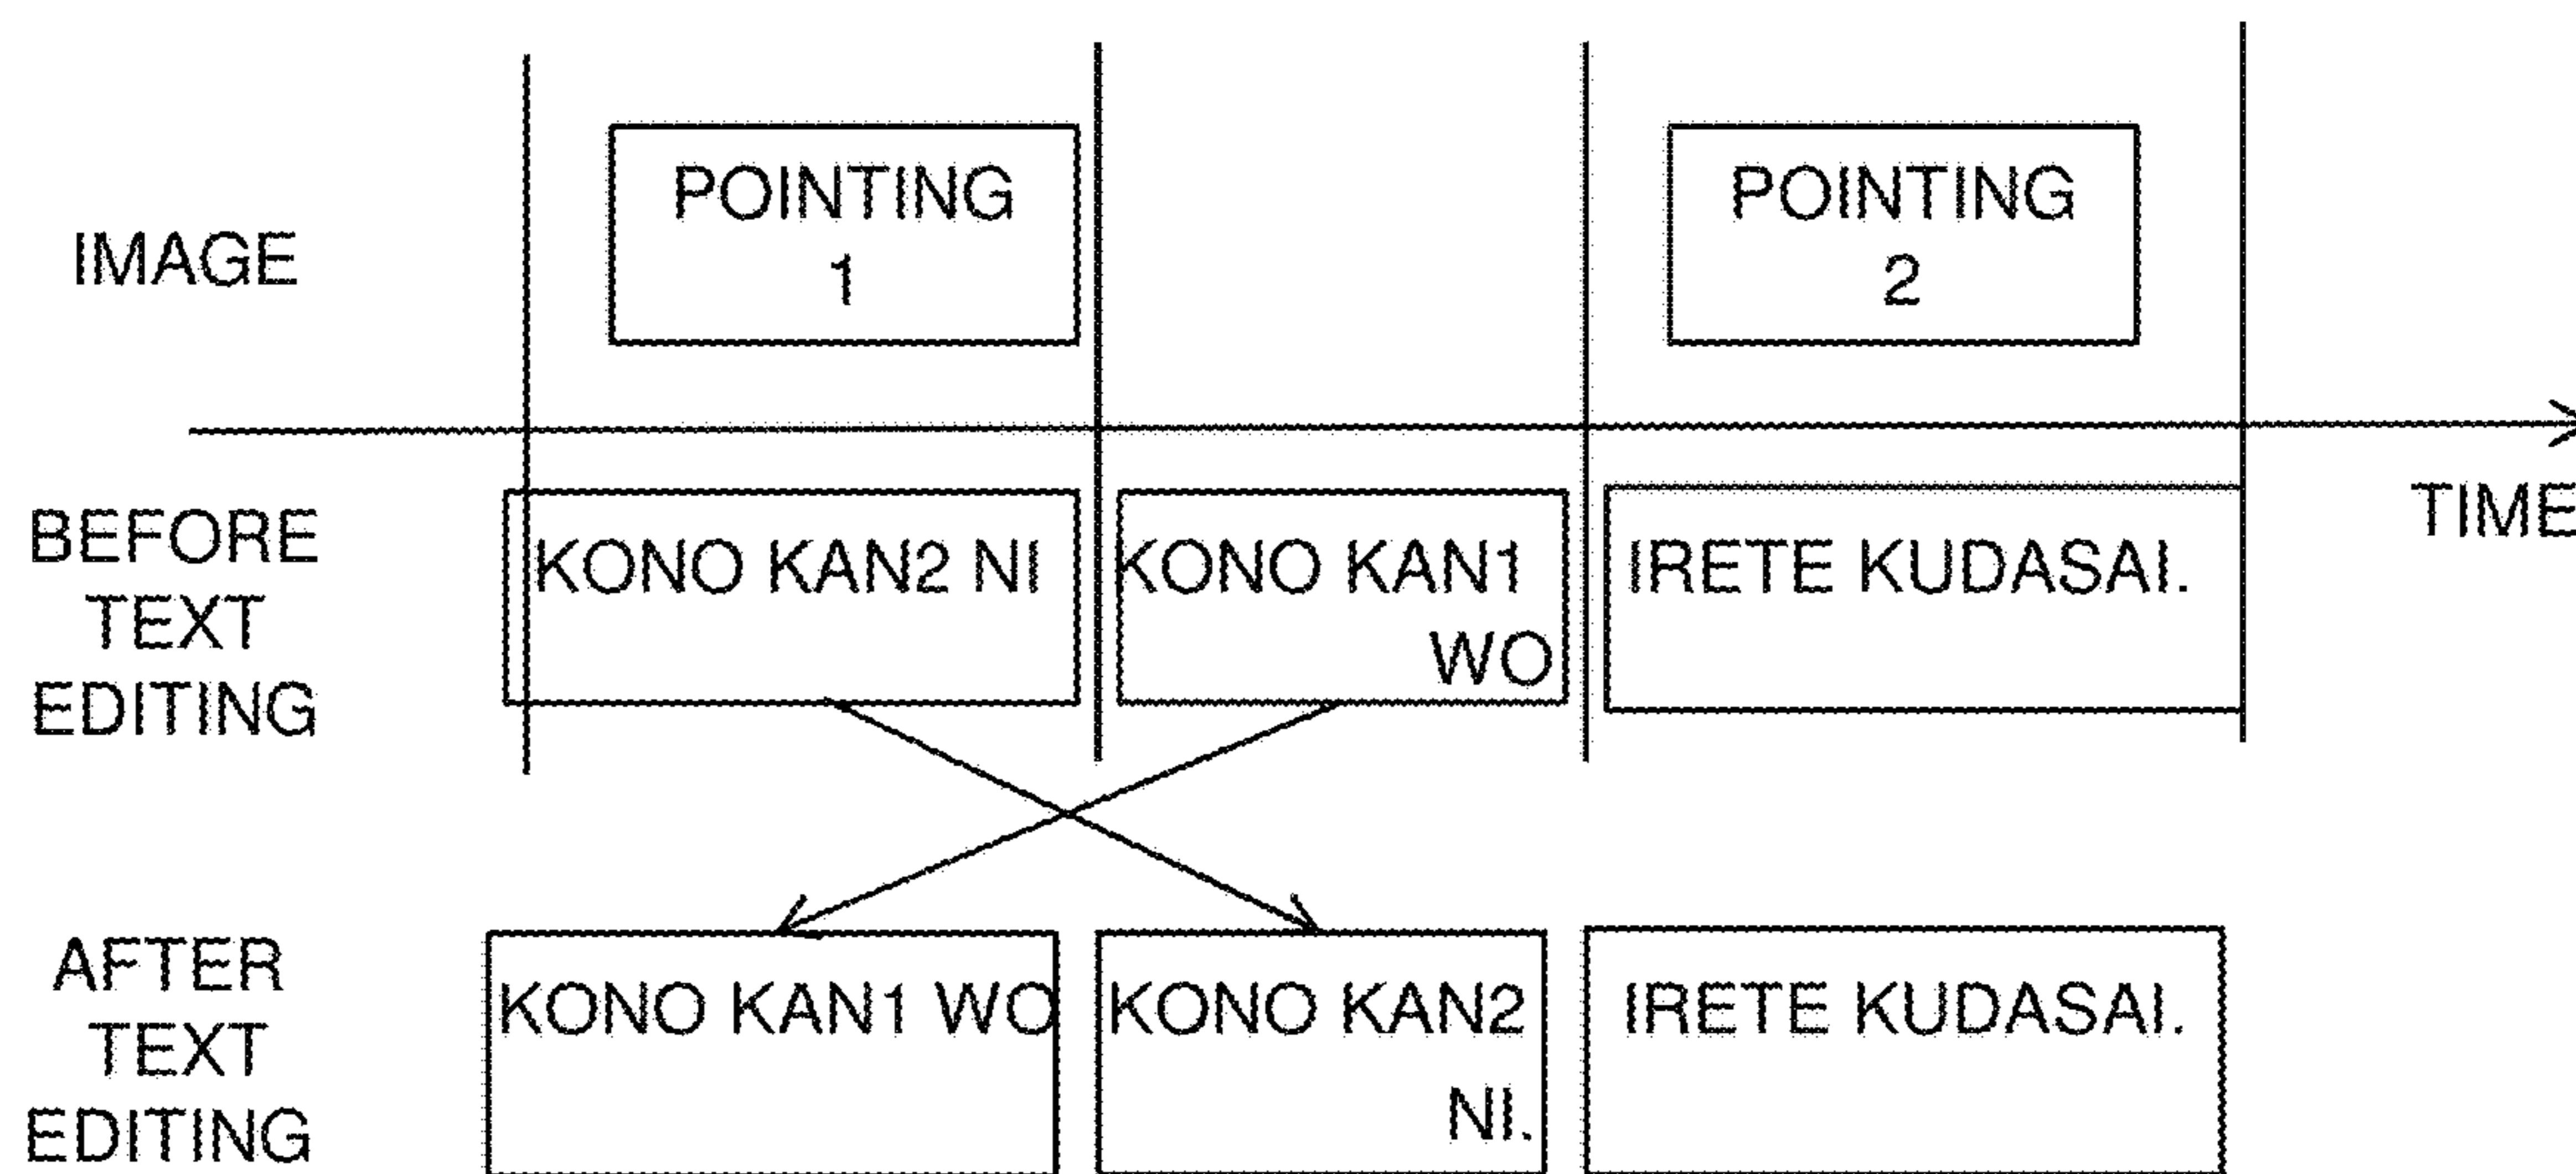 POINTING
1
POINTING
2
IMAGE
TIME
BEFORE
TEXT
EDITING
KONO KAN2 NI
KONO KAN1
WO
IRETE KUDASAI.
AFTER
TEXT
EDITING
KONO KAN1 WO
KONO KAN2
NI.
IRETE KUDASAI.